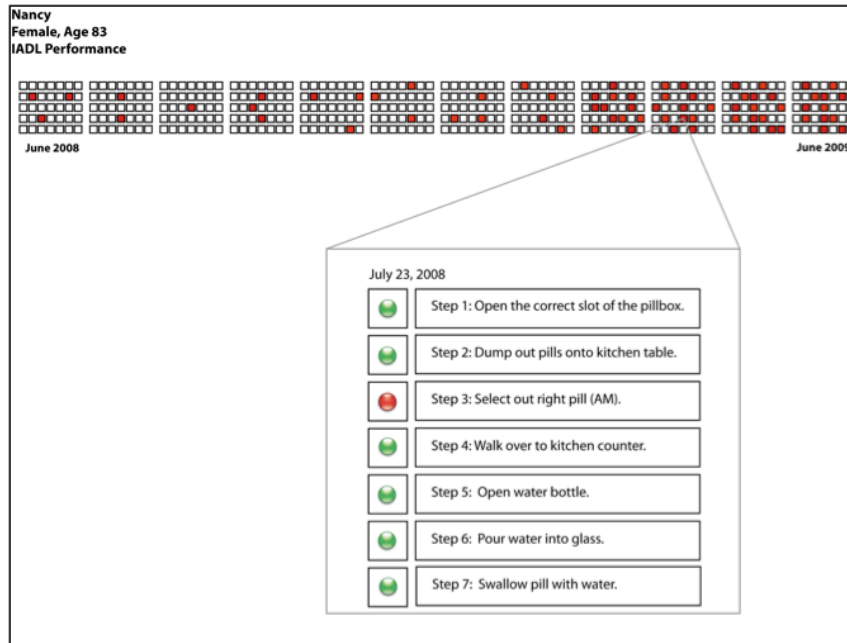 Nancy
Female, Age 83
IADL Performance
June 2008
June 2009
July 23, 2008
Step 1: Open the correct slot of the pillbox.
Step 2: Dump out pills onto kitchen table.
Step 3: Select out right pill (AM).
Step 4: Walk over to kitchen counter.
Step 5: Open water bottle.
Step 6: Pour water into glass.
Step 7: Swallow pill with water.